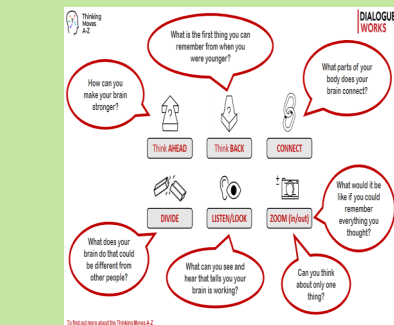 Thinking
Moves
A-Z
DIALOGUE
WORKS
What is the first thing you can
remember from when you
were younger?
How can you
make your brain
stronger?
What parts of your
body does your
brain connect?
Think AHEAD
Think BACK
CONNECT
DIVIDE
LISTEN/LOOK
ZOOM (in/out)
What would it be
like if you could
remember
everything you
thought?
What does your
brain do that could
be different from
other people?
What can you see and
hear that tells you your
brain is working?
Can you think
about only one
thing?
To find out more about the Thinking Moves A-Z